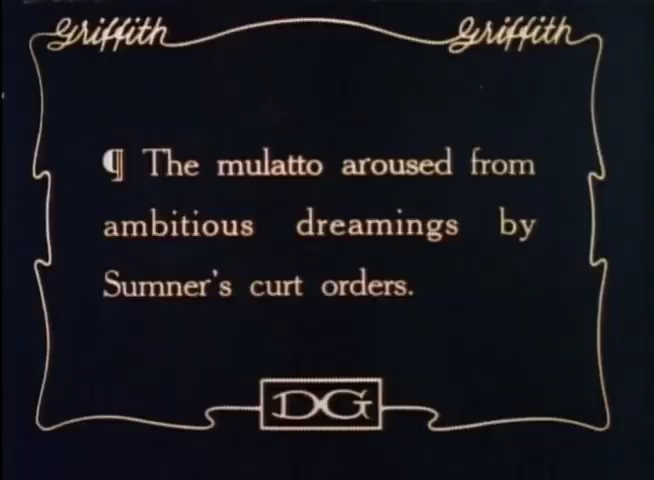 Griffith Griffith
¶ The mulatto aroused from
ambitious dreamings by
Sumner's curt orders.
DG